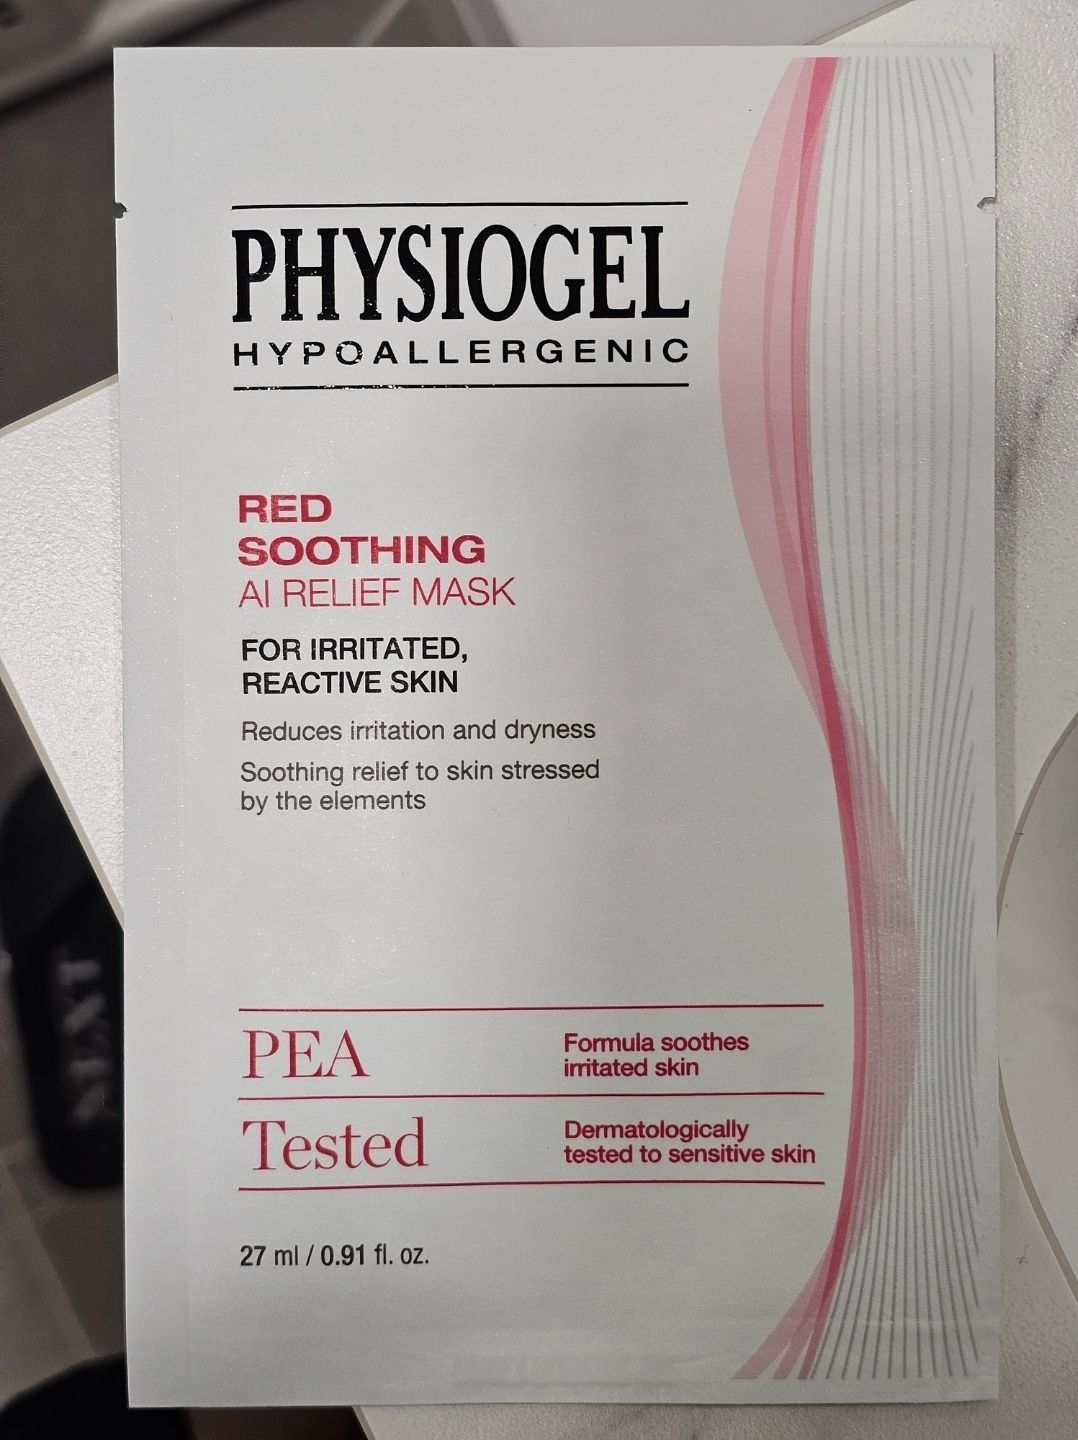 PHYSIOGEL
HYPOALLERGENIC
RED
SOOTHING
AI RELIEF MASK
FOR IRRITATED,
REACTIVE SKIN
Reduces irritation and dryness
Soothing relief to skin stressed
by the elements
PEA
Formula soothes
irritated skin
Tested
Dermatologically
tested to sensitive skin
27 ml / 0.91 fl. oz.